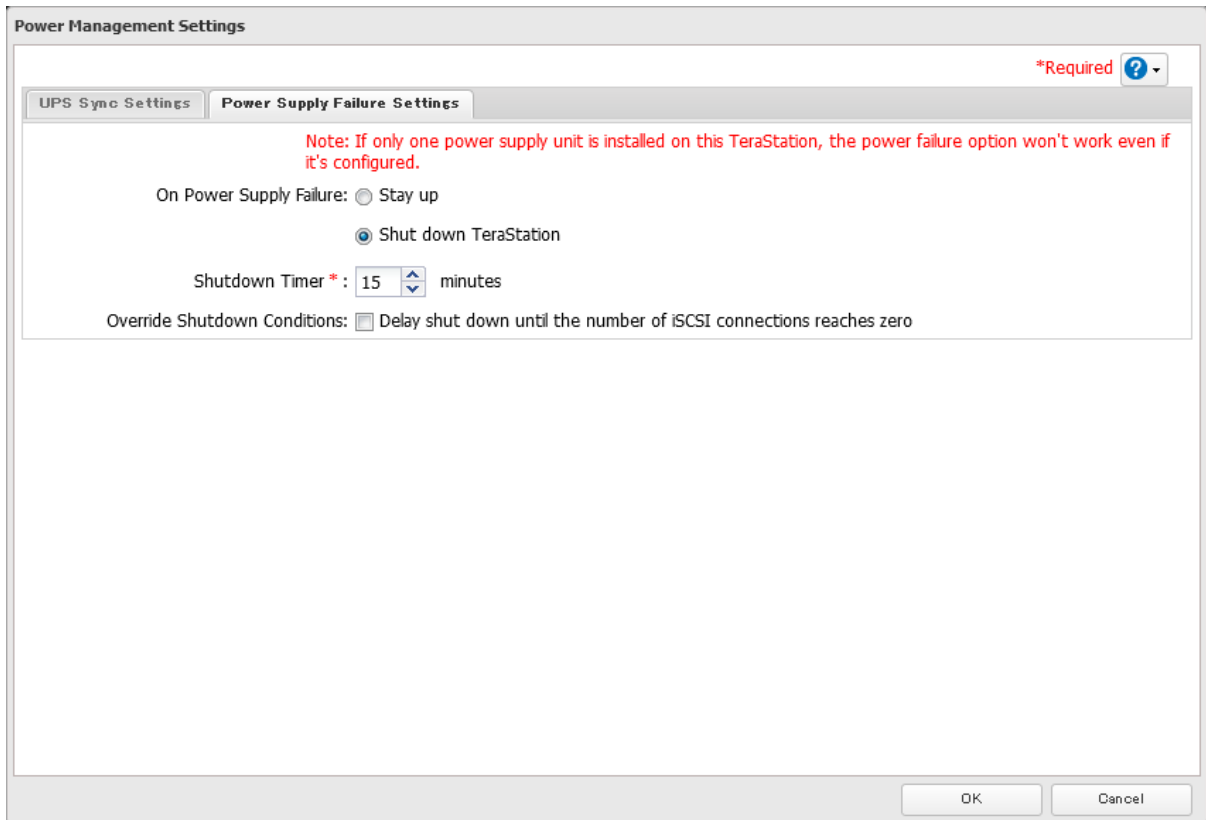 Power Management Settings
*Required
UPS Sync Settings
Power Supply Failure Settings
Note: If only one power supply unit is installed on this TeraStation, the power failure option won't work even if
it's configured.
On Power Supply Failure: Stay up
Shut down TeraStation
Shutdown Timer * : 15 minutes
Override Shutdown Conditions: Delay shut down until the number of iSCSI connections reaches zero
OK
Cancel